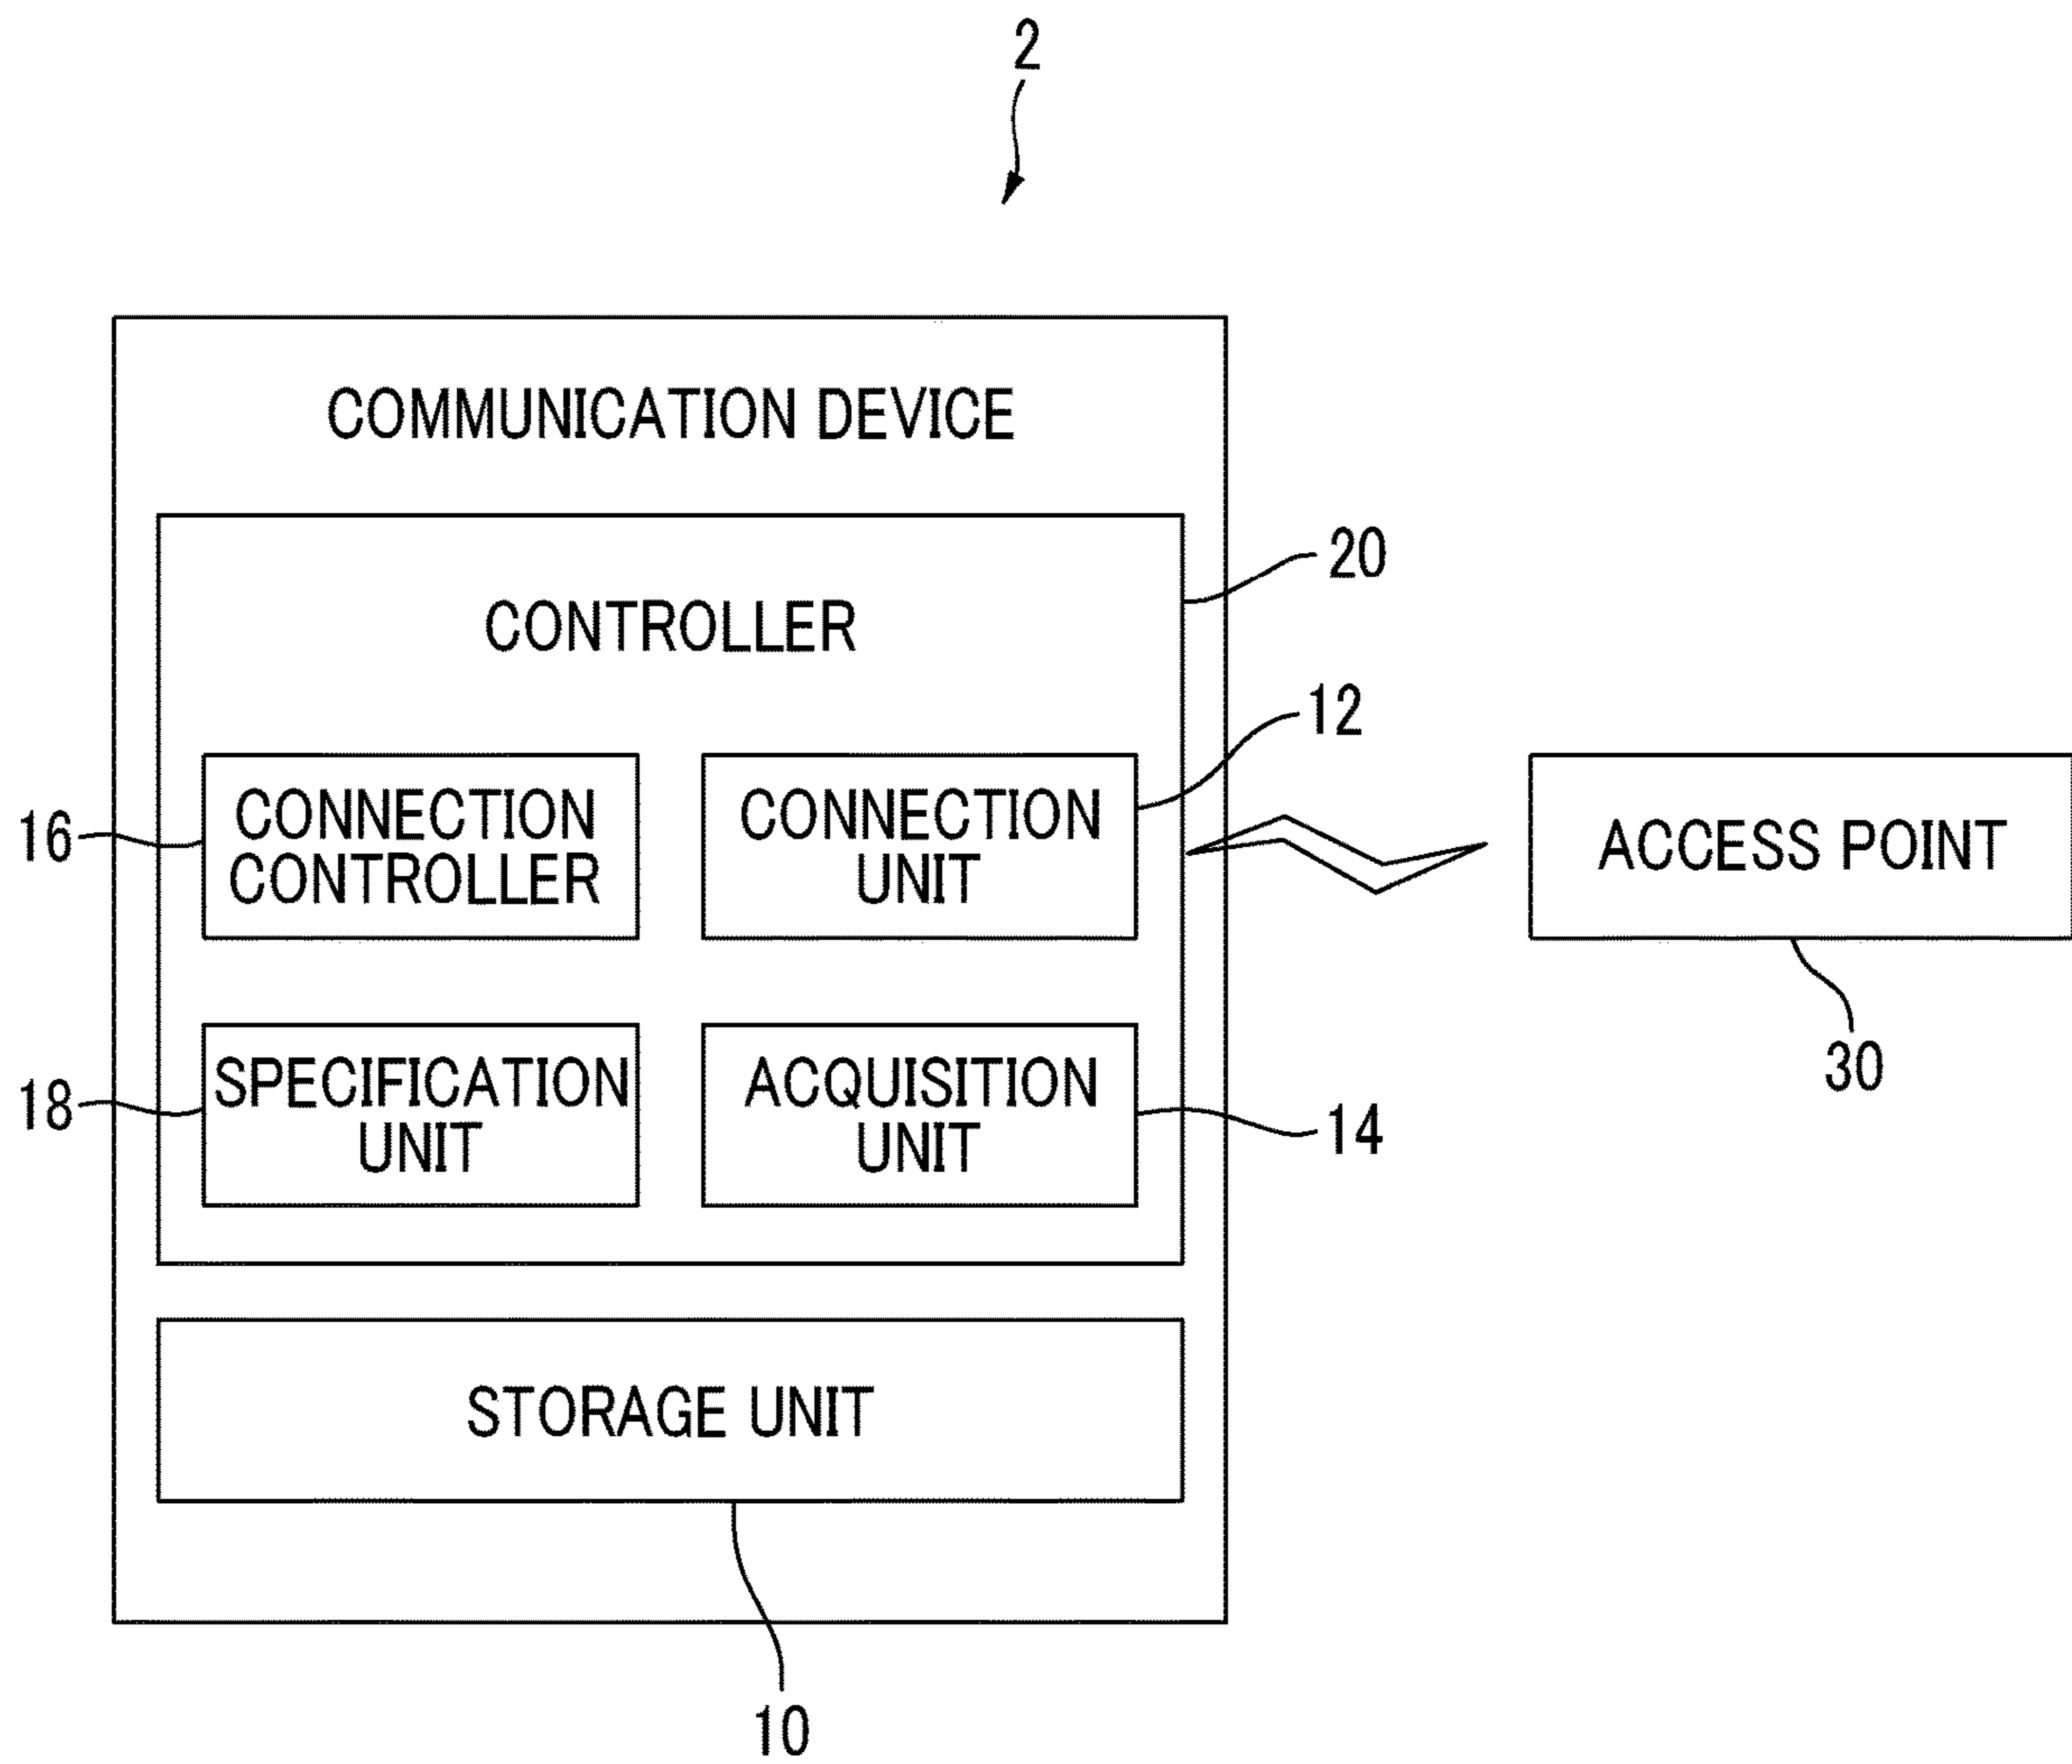 2
COMMUNICATION DEVICE
20
CONTROLLER
12
16
CONNECTION
CONTROLLER
CONNECTION
UNIT
ACCESS POINT
30
18
SPECIFICATION
UNIT
ACQUISITION
UNIT
14
STORAGE UNIT
10